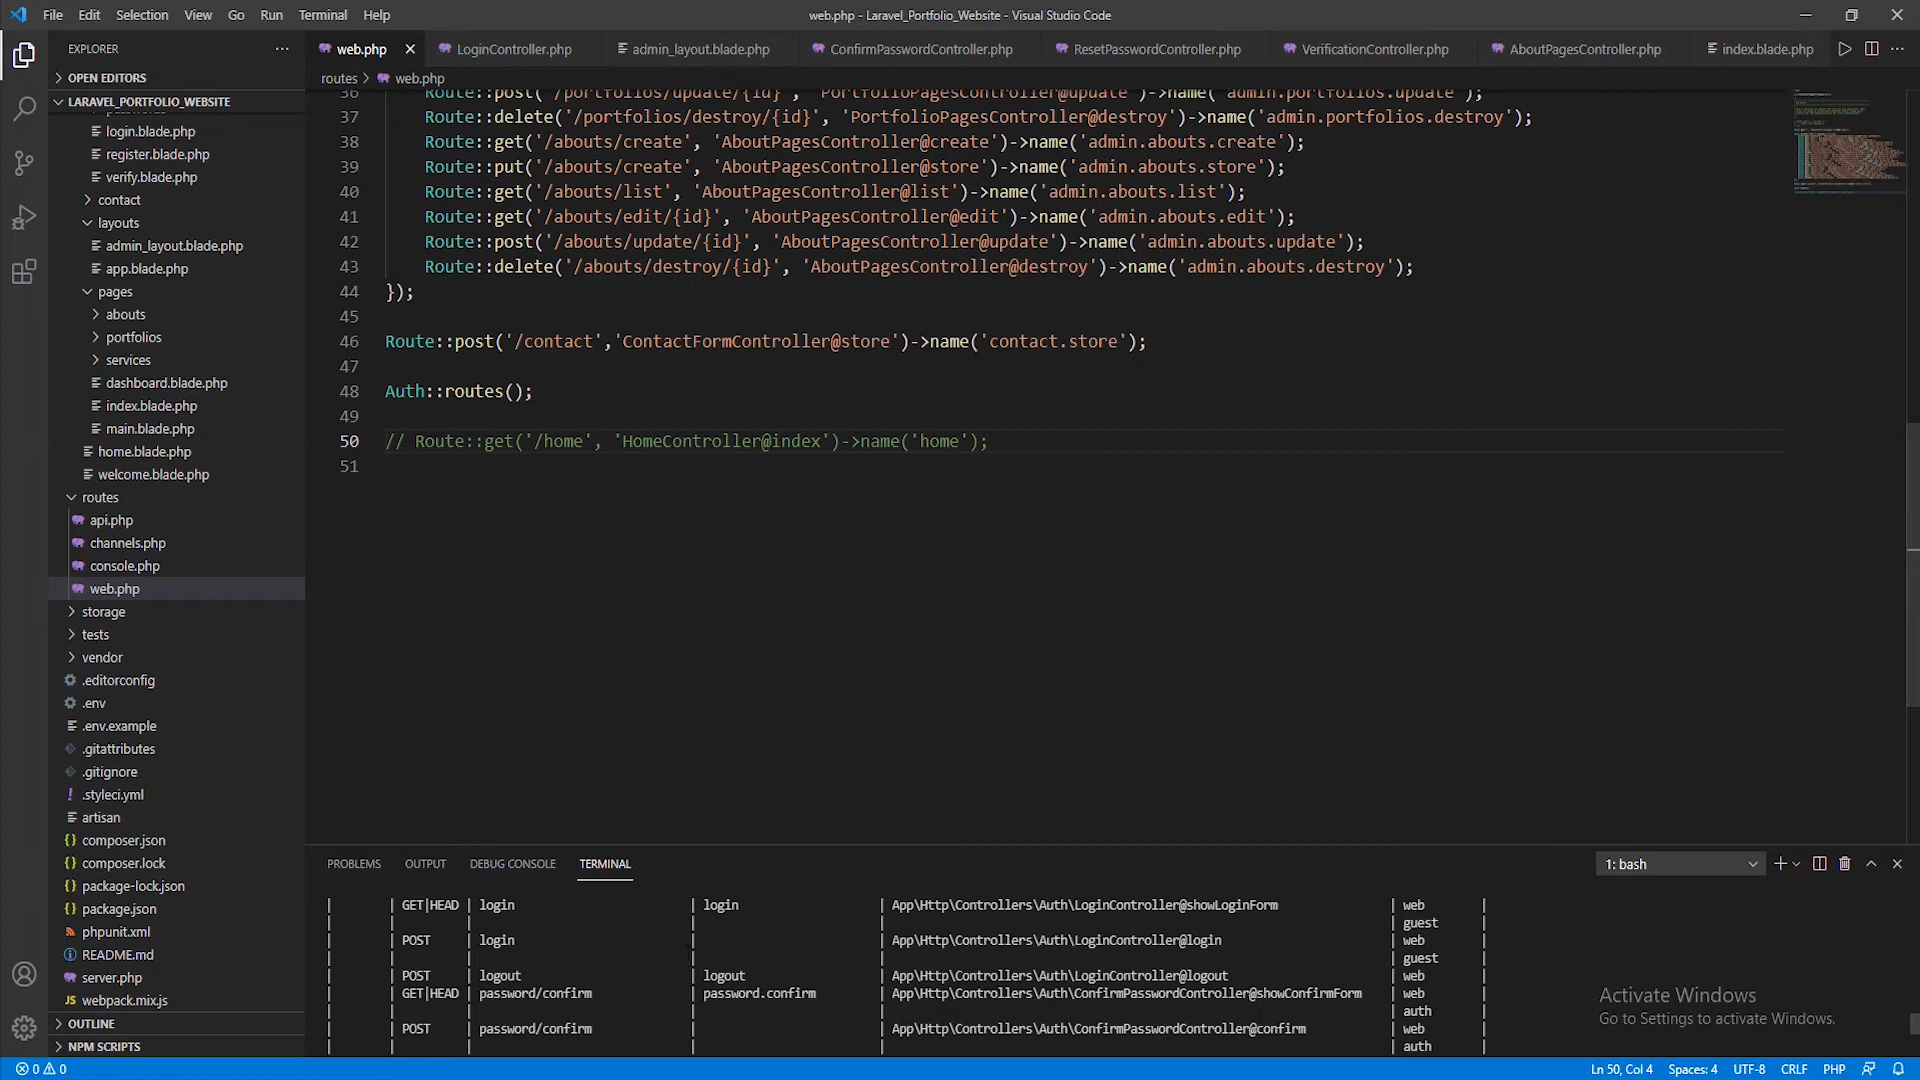 File Edit Selection View Go Run Terminal Help
web.php - Laravel_Portfolio_Website - Visual Studio Code
EXPLORER
web.php LoginController.php admin_layout.blade.php ConfirmPasswordController.php ResetPasswordController.php VerificationController.php AboutPagesController.php index.blade.php
OPEN EDITORS
LARAVEL_PORTFOLIO_WEBSITE
passwords
login.blade.php
register.blade.php
verify.blade.php
contact
layouts
admin_layout.blade.php
app.blade.php
pages
abouts
portfolios
services
dashboard.blade.php
index.blade.php
main.blade.php
home.blade.php
welcome.blade.php
routes
api.php
channels.php
console.php
web.php
storage
tests
vendor
.editorconfig
.env
.env.example
.gitattributes
.gitignore
.styleci.yml
artisan
composer.json
composer.lock
package-lock.json
package.json
phpunit.xml
README.md
server.php
webpack.mix.js
OUTLINE
NPM SCRIPTS
routes > web.php
36 Route::post('/portfolios/update/{id}', 'PortfolioPagesController@update')->name('admin.portfolios.update');
37 Route::delete('/portfolios/destroy/{id}', 'PortfolioPagesController@destroy')->name('admin.portfolios.destroy');
38 Route::get('/abouts/create', 'AboutPagesController@create')->name('admin.abouts.create');
39 Route::put('/abouts/create', 'AboutPagesController@store')->name('admin.abouts.store');
40 Route::get('/abouts/list', 'AboutPagesController@list')->name('admin.abouts.list');
41 Route::get('/abouts/edit/{id}', 'AboutPagesController@edit')->name('admin.abouts.edit');
42 Route::post('/abouts/update/{id}', 'AboutPagesController@update')->name('admin.abouts.update');
43 Route::delete('/abouts/destroy/{id}', 'AboutPagesController@destroy')->name('admin.abouts.destroy');
44 });
45
46 Route::post('/contact','ContactFormController@store')->name('contact.store');
47
48 Auth::routes();
49
50 // Route::get('/home', 'HomeController@index')->name('home');
51
PROBLEMS OUTPUT DEBUG CONSOLE TERMINAL
1: bash
| | GET|HEAD | login | login | App\Http\Controllers\Auth\LoginController@showLoginForm | web |
| | | | | | guest |
| | POST | login | | App\Http\Controllers\Auth\LoginController@login | web |
| | | | | | guest |
| | POST | logout | logout | App\Http\Controllers\Auth\LoginController@logout | web |
| | GET|HEAD | password/confirm | password.confirm | App\Http\Controllers\Auth\ConfirmPasswordController@showConfirmForm | web |
| | | | | | auth |
| | POST | password/confirm | | App\Http\Controllers\Auth\ConfirmPasswordController@confirm | web |
| | | | | | auth |
Activate Windows
Go to Settings to activate Windows.
0 0
Ln 50, Col 4 Spaces: 4 UTF-8 CRLF PHP